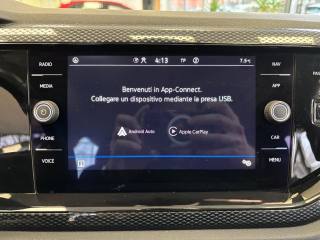 4:13 TP 7.5°C
RADIO
NAV
Benvenuti in App-Connect.
Collegare un dispositivo mediante la presa USB.
MEDIA
APP
Android Auto Apple CarPlay
PHONE
CAR
VOICE
MENU